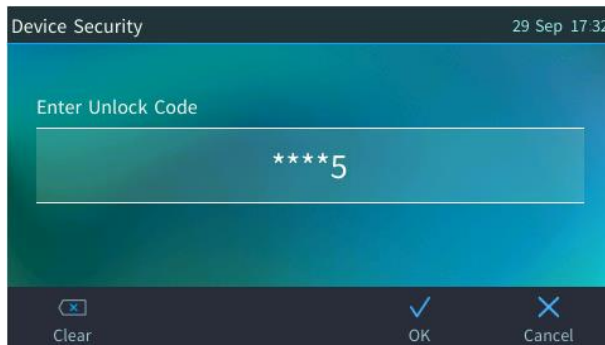 Device Security 29 Sep 17:32
Enter Unlock Code
****5
Clear OK Cancel